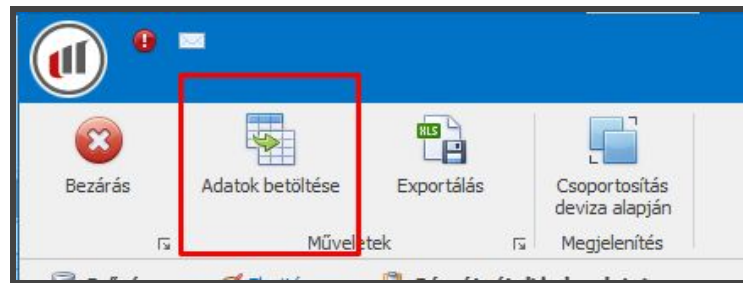 Bezárás
Adatok betöltése
XLS
Exportálás
Csoportosítás
deviza alapján
Műveletek
Megjelenítés